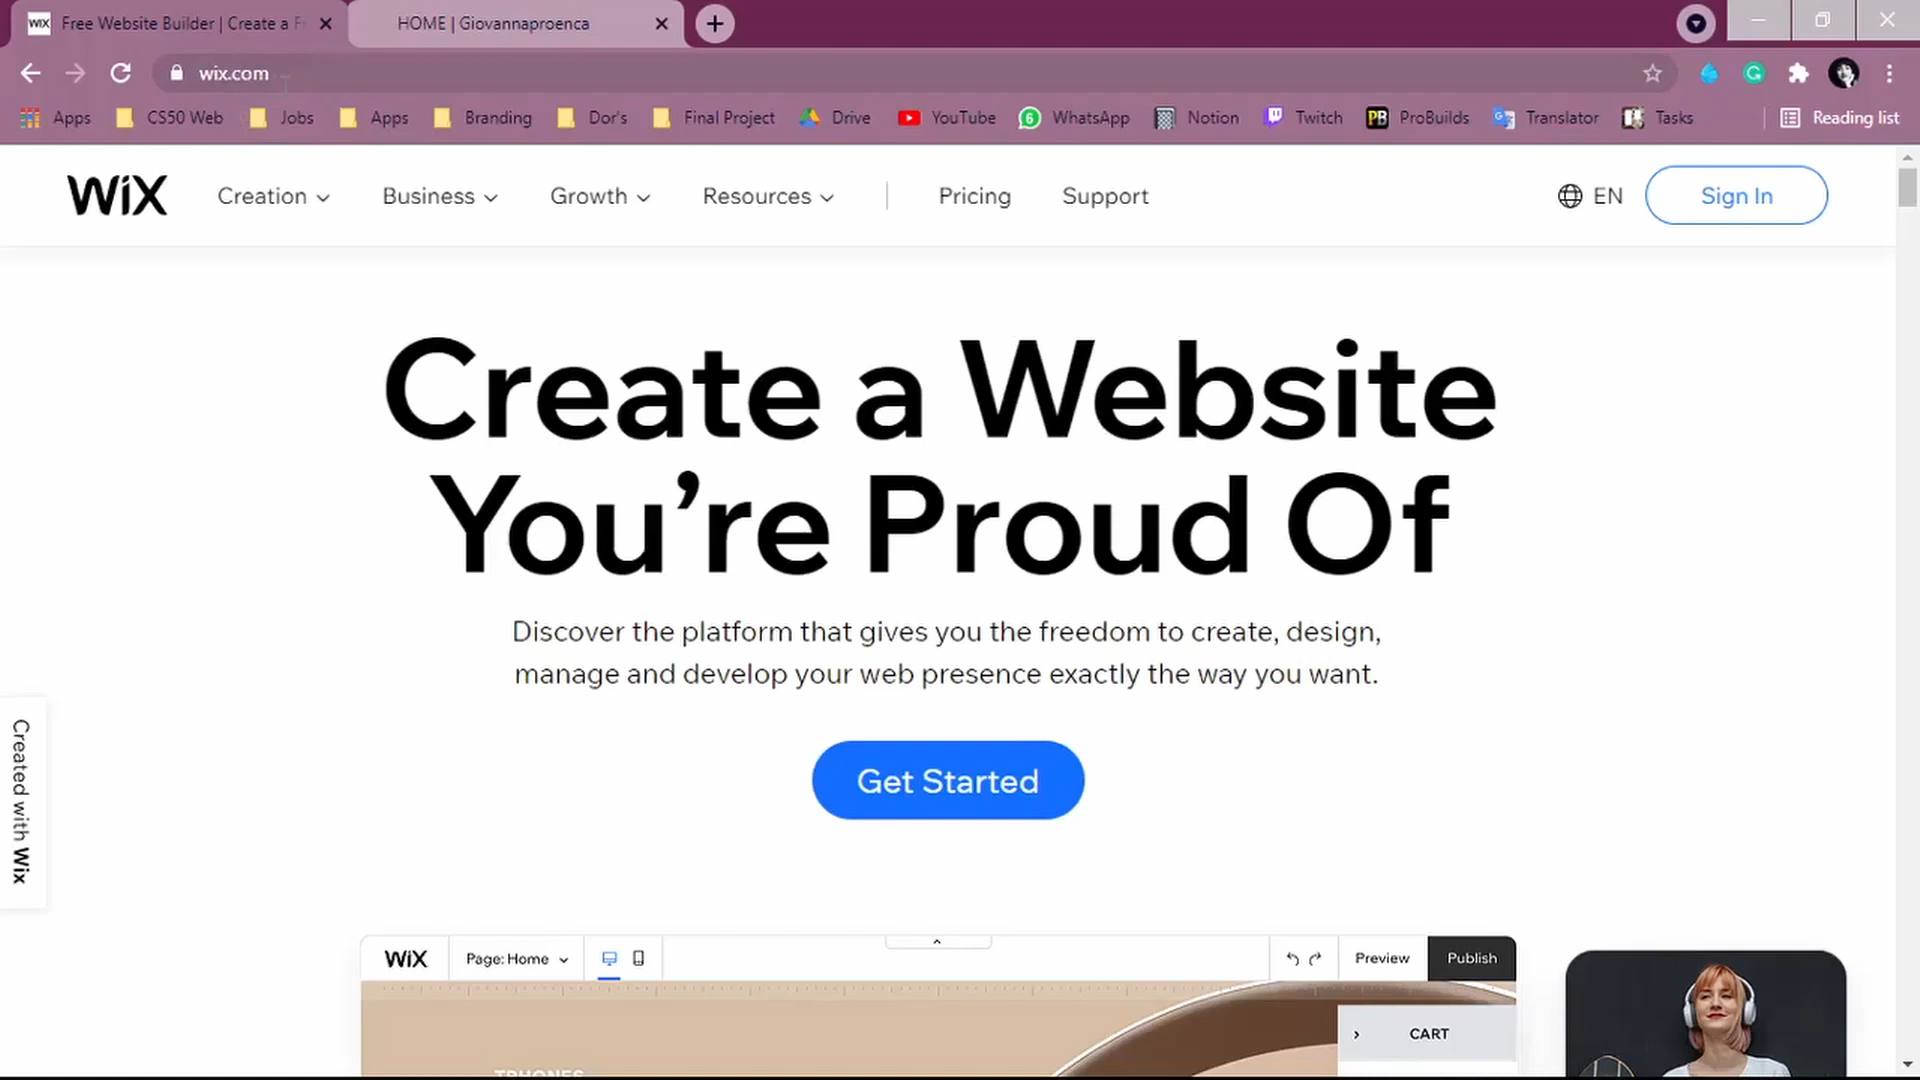 WiX Free Website Builder | Create a Fr
HOME | Giovannaproenca
wix.com
Apps CS50 Web Jobs Apps Branding Dor's Final Project Drive YouTube 6 WhatsApp Notion Twitch PB ProBuilds Translator Tasks Reading list
WiX Creation Business Growth Resources Pricing Support EN Sign In
Create a Website
You’re Proud Of
Discover the platform that gives you the freedom to create, design,
manage and develop your web presence exactly the way you want.
Get Started
Created with Wix
WiX Page: Home Preview Publish
CART